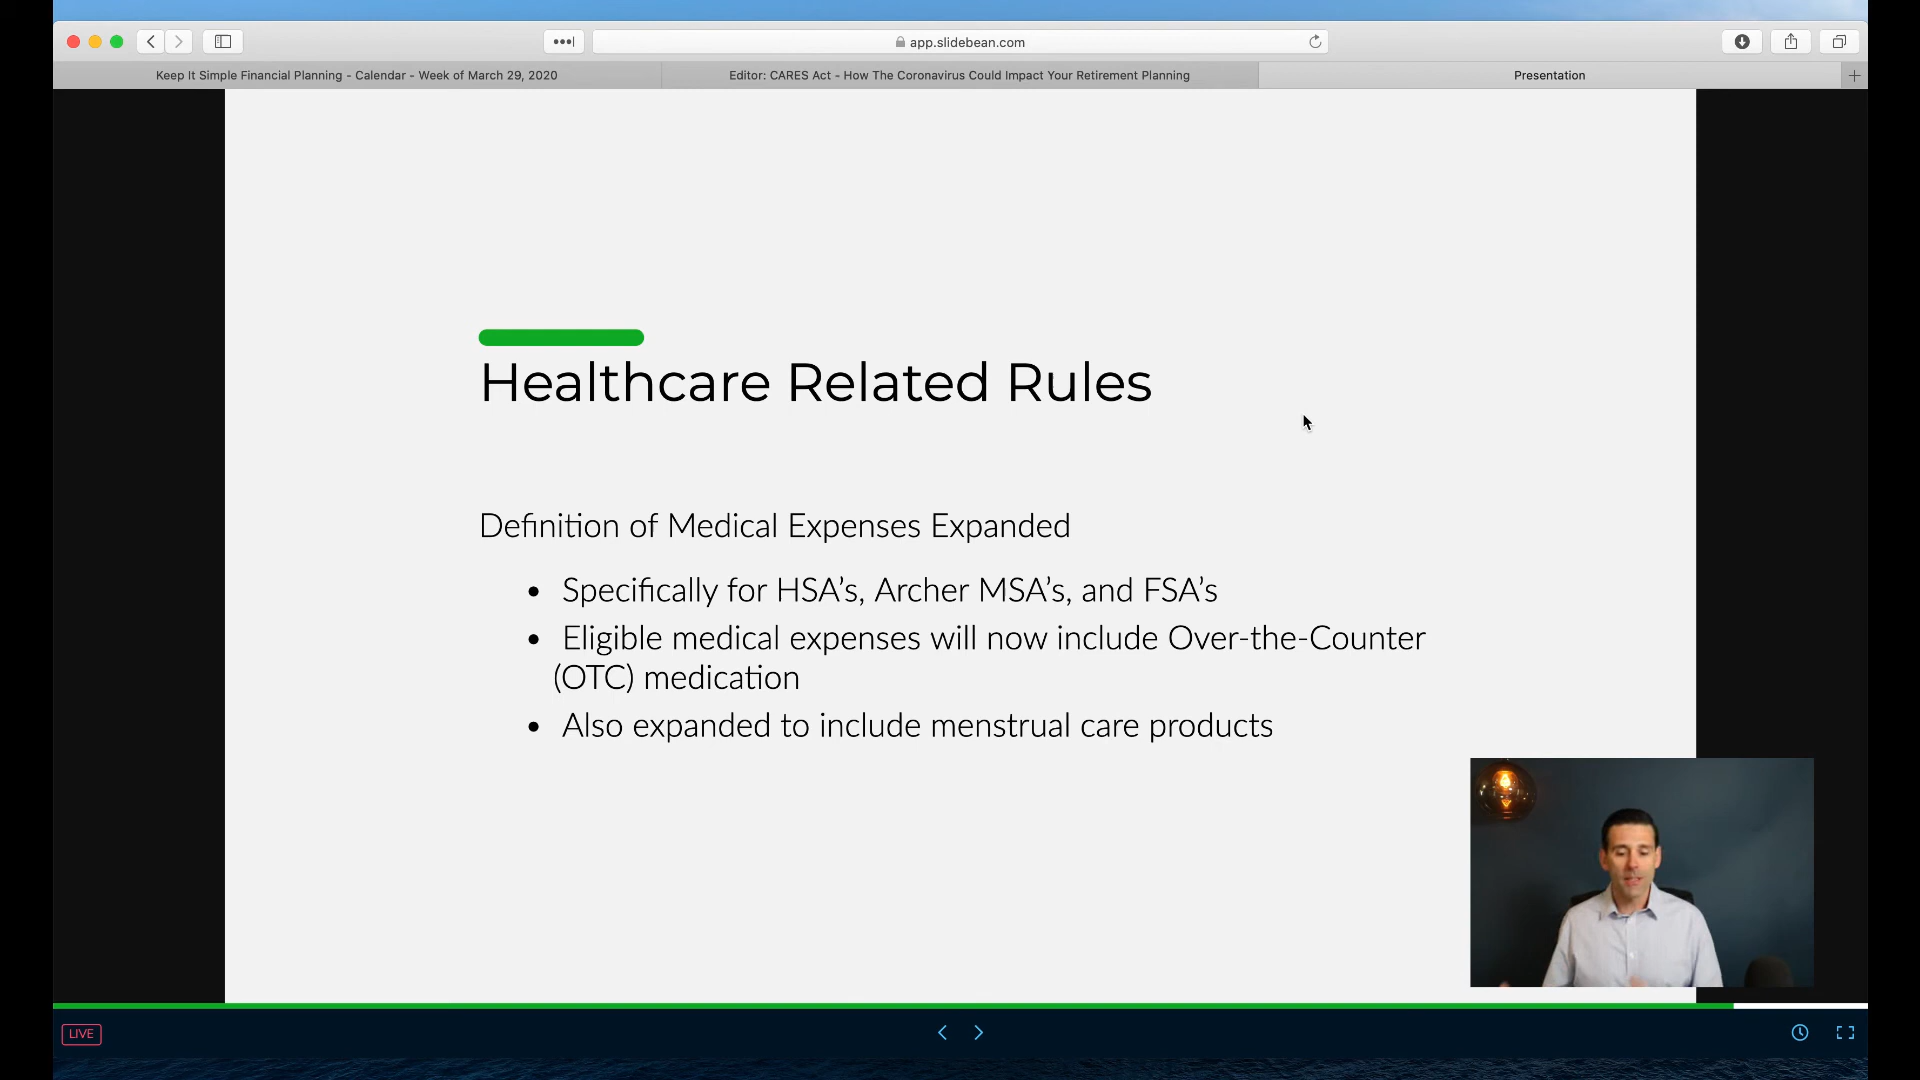 app.slidebean.com
Keep It Simple Financial Planning - Calendar - Week of March 29, 2020
Editor: CARES Act - How The Coronavirus Could Impact Your Retirement Planning
Presentation
Healthcare Related Rules
Definition of Medical Expenses Expanded
• Specifically for HSA’s, Archer MSA’s, and FSA’s
• Eligible medical expenses will now include Over-the-Counter
(OTC) medication
• Also expanded to include menstrual care products
LIVE